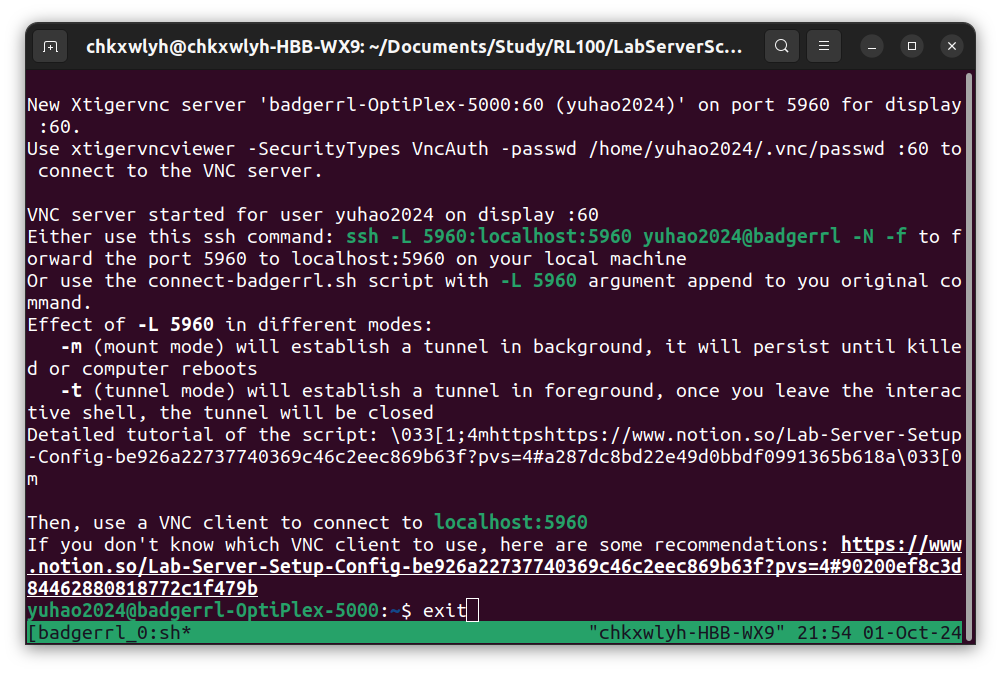 chkxwlyh@chkxwlyh-HBB-WX9: ~/Documents/Study/RL100/LabServerSc...
New Xtigervnc server 'badgerrl-OptiPlex-5000:60 (yuhao2024)' on port 5960 for display
 :60.
Use xtigervncviewer -SecurityTypes VncAuth -passwd /home/yuhao2024/.vnc/passwd :60 to
 connect to the VNC server.
VNC server started for user yuhao2024 on display :60
Either use this ssh command: ssh -L 5960:localhost:5960 yuhao2024@badgerrl -N -f to f
orward the port 5960 to localhost:5960 on your local machine
Or use the connect-badgerrl.sh script with -L 5960 argument append to you original co
mmand.
Effect of -L 5960 in different modes:
   -m (mount mode) will establish a tunnel in background, it will persist until kille
d or computer reboots
   -t (tunnel mode) will establish a tunnel in foreground, once you leave the interac
tive shell, the tunnel will be closed
Detailed tutorial of the script: \033[1;4mhttpshttps://www.notion.so/Lab-Server-Setup
-Config-be926a22737740369c46c2eec869b63f?pvs=4#a287dc8bd22e49d0bbdf0991365b618a\033[0
m
Then, use a VNC client to connect to localhost:5960
If you don't know which VNC client to use, here are some recommendations: https://www
.notion.so/Lab-Server-Setup-Config-be926a22737740369c46c2eec869b63f?pvs=4#90200ef8c3d
84462880818772c1f479b
yuhao2024@badgerrl-OptiPlex-5000:~$ exit
[badgerrl_0:sh* "chkxwlyh-HBB-WX9" 21:54 01-Oct-24